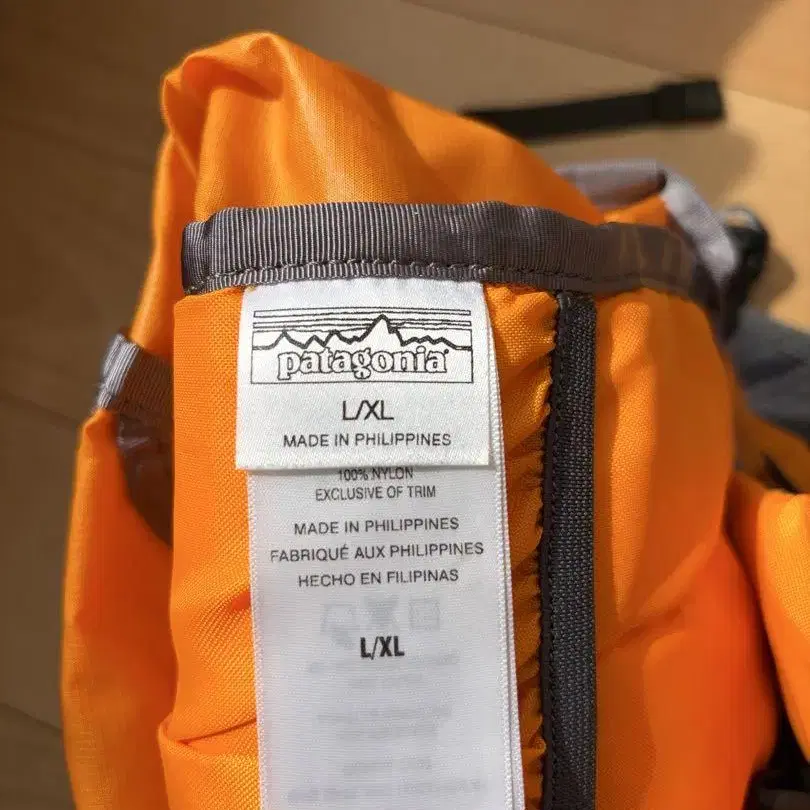 patagonia
L/XL
MADE IN PHILIPPINES
100% NYLON
EXCLUSIVE OF TRIM
MADE IN PHILIPPINES
FABRIQUÉ AUX PHILIPPINES
HECHO EN FILIPINAS
L/XL